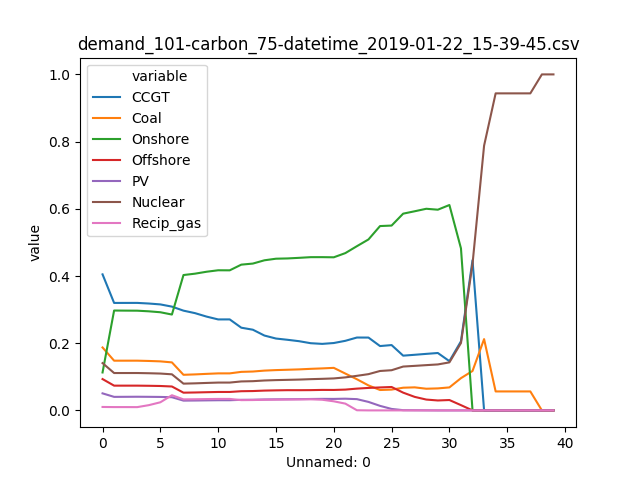 demand_101-carbon_75-datetime_2019-01-22_15-39-45.csv
variable
CCGT
Coal
Onshore
Offshore
PV
Nuclear
Recip_gas
value
1.0
0.8
0.6
0.4
0.2
0.0
0 5 10 15 20 25 30 35 40
Unnamed: 0